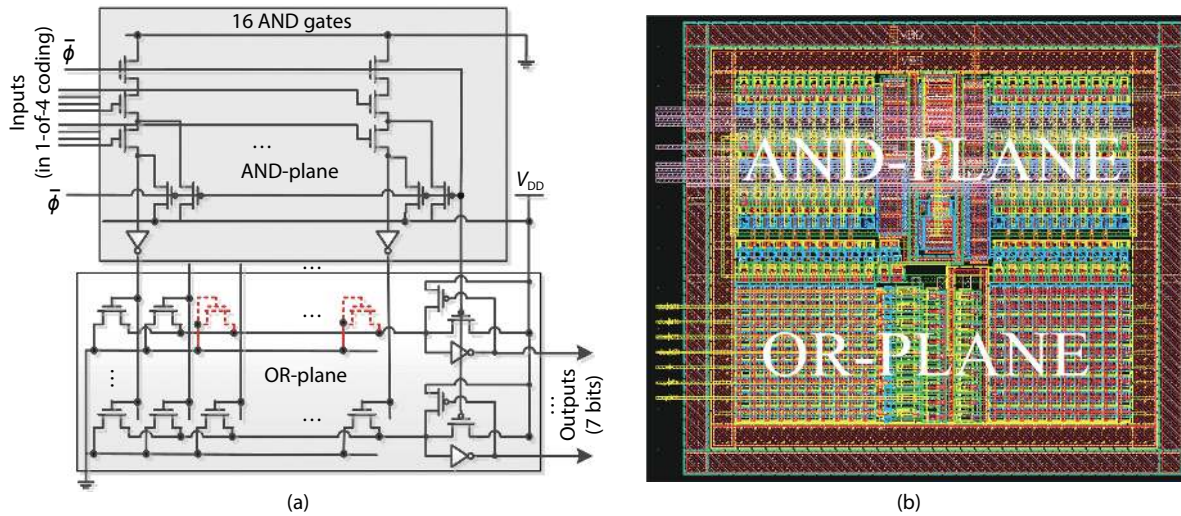 16 AND gates
ϕ̄
Inputs
(in 1-of-4 coding)
...
AND-plane
ϕ̄
V_DD
...
...
...
OR-plane
...
...
Outputs
(7 bits)
(a)
VDD
AND-PLANE
OR-PLANE
(b)